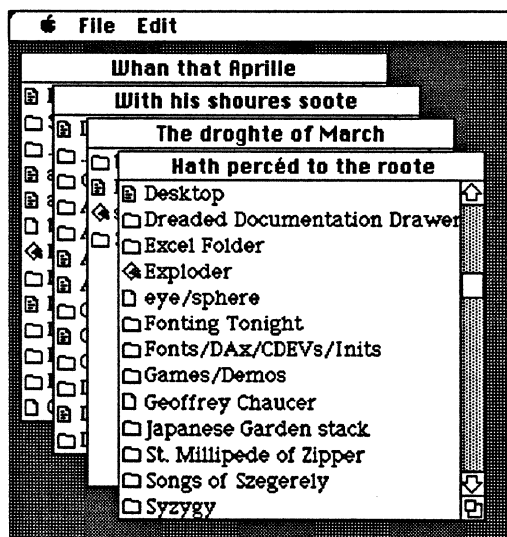 File Edit
Whan that Aprille
With his shoures soote
The droghte of March
Hath percéd to the roote
Desktop
Dreaded Documentation Drawer
Excel Folder
Exploder
eye/sphere
Fonting Tonight
Fonts/DAx/CDEVs/Inits
Games/Demos
Geoffrey Chaucer
Japanese Garden stack
St. Millipede of Zipper
Songs of Szegerely
Syzygy